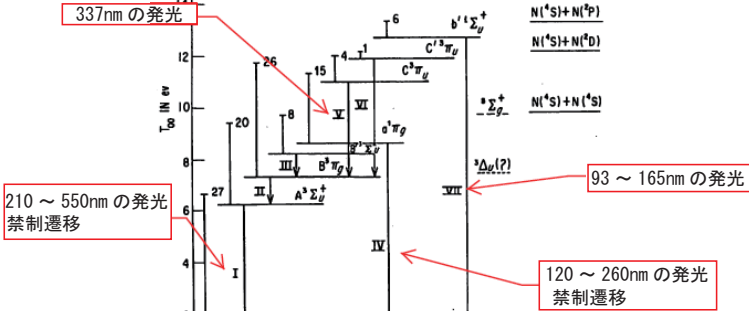 337nm の発光
6
b'¹Σu+
N(⁴S)+N(²P)
N(⁴S)+N(²D)
12
26
4
1
C'³πu
15
C³πu
10
V
VI
⁵Σg+
N(⁴S)+N(⁴S)
T₀₀ IN ev
20
8
a¹πg
B'³Σu-
8
III
B³πg
³Δu(?)
93 ～ 165nm の発光
210 ～ 550nm の発光
禁制遷移
27
II
A³Σu+
VII
6
4
I
IV
120 ～ 260nm の発光
禁制遷移